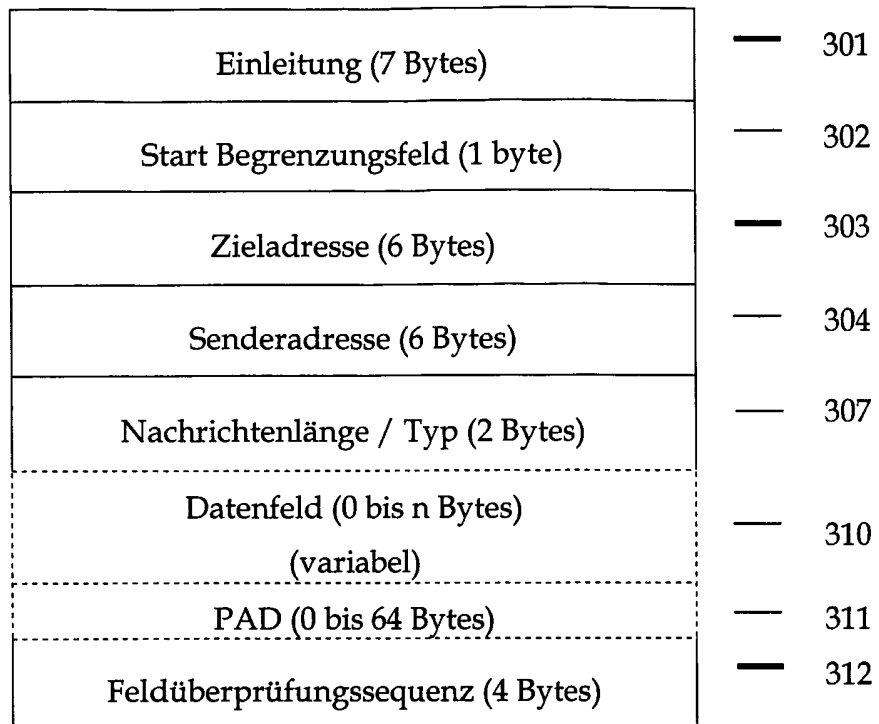 Einleitung (7 Bytes) 301
Start Begrenzungsfeld (1 byte) 302
Zieladresse (6 Bytes) 303
Senderadresse (6 Bytes) 304
Nachrichtenlänge / Typ (2 Bytes) 307
Datenfeld (0 bis n Bytes)
(variabel) 310
PAD (0 bis 64 Bytes) 311
Feldüberprüfungssequenz (4 Bytes) 312